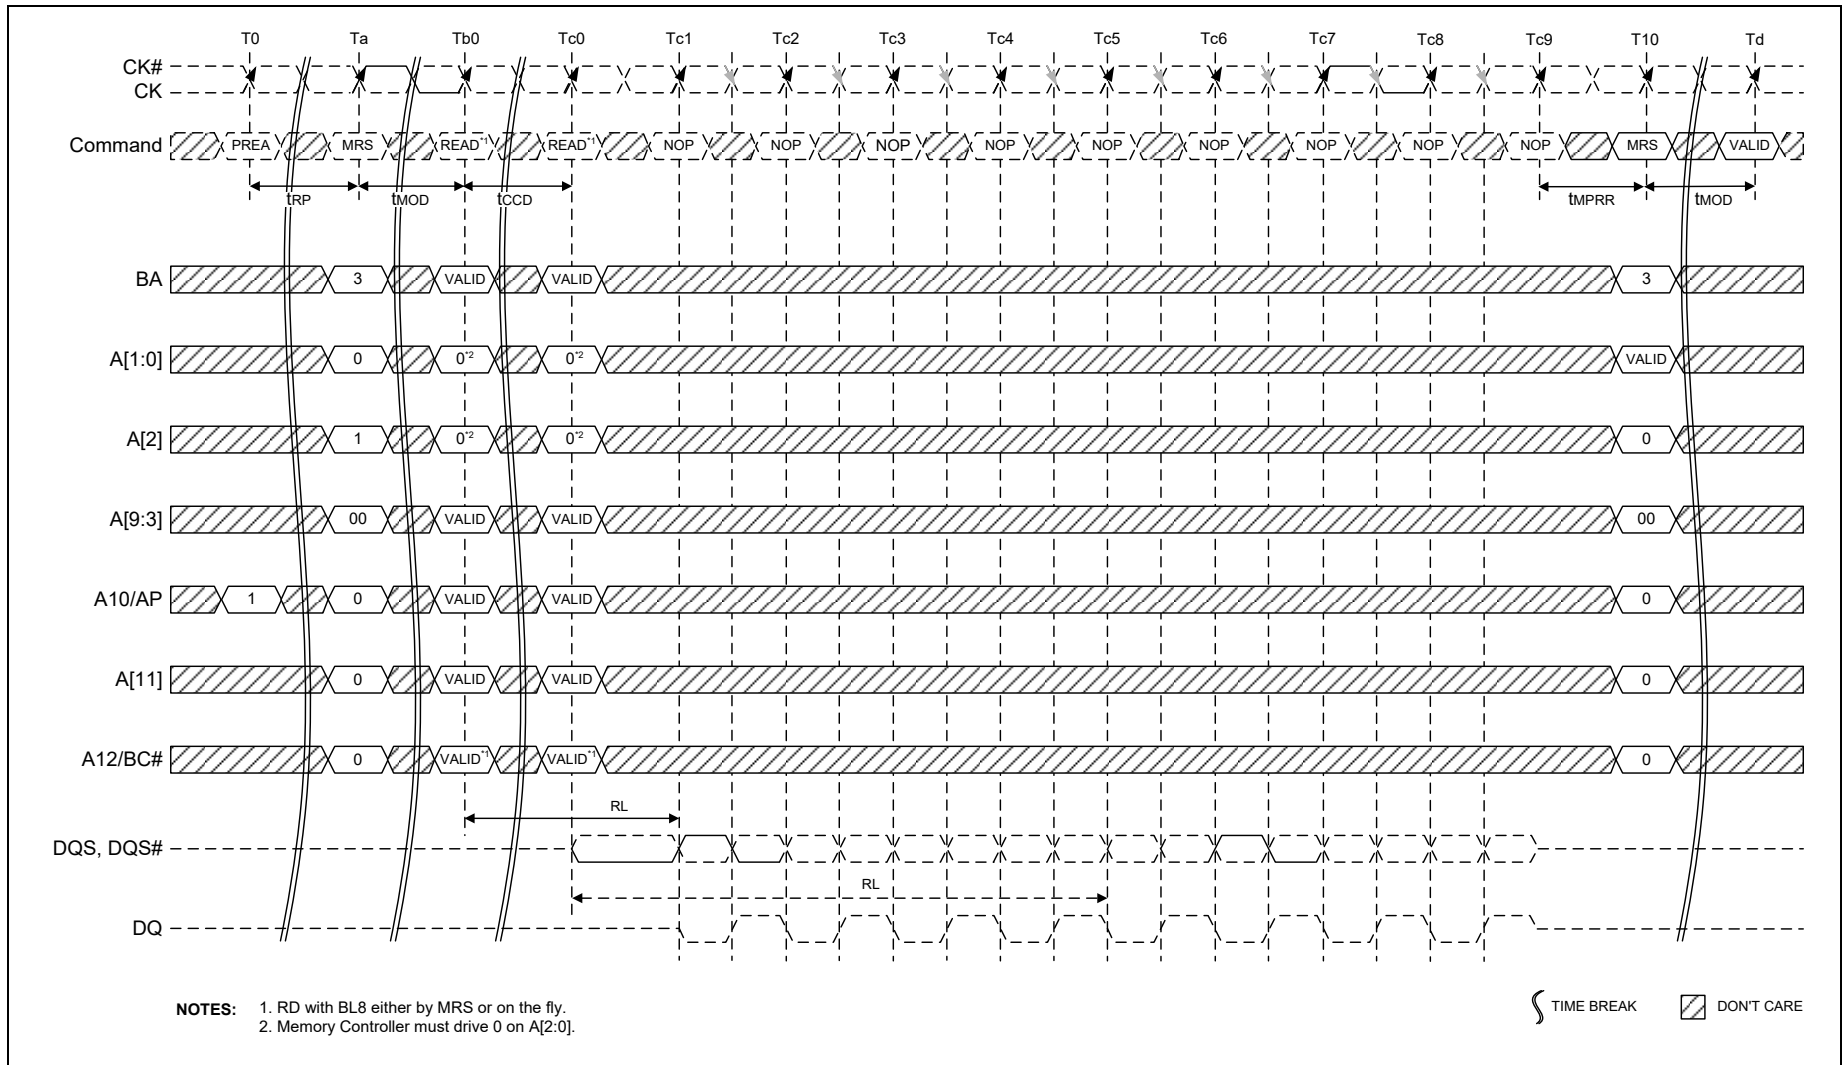 T0 Ta Tb0 Tc0 Tc1 Tc2 Tc3 Tc4 Tc5 Tc6 Tc7 Tc8 Tc9 T10 Td
CK#
CK
Command PREA MRS READ*1 READ*1 NOP NOP NOP NOP NOP NOP NOP NOP NOP MRS VALID
tRP tMOD tCCD tMPRR tMOD
BA 3 VALID VALID 3
A[1:0] 0 0*2 0*2 VALID
A[2] 1 0*2 0*2 0
A[9:3] 00 VALID VALID 00
A10/AP 1 0 VALID VALID 0
A[11] 0 VALID VALID 0
A12/BC# 0 VALID*1 VALID*1 0
RL
DQS, DQS#
RL
DQ
NOTES: 1. RD with BL8 either by MRS or on the fly.
2. Memory Controller must drive 0 on A[2:0].
TIME BREAK DON'T CARE